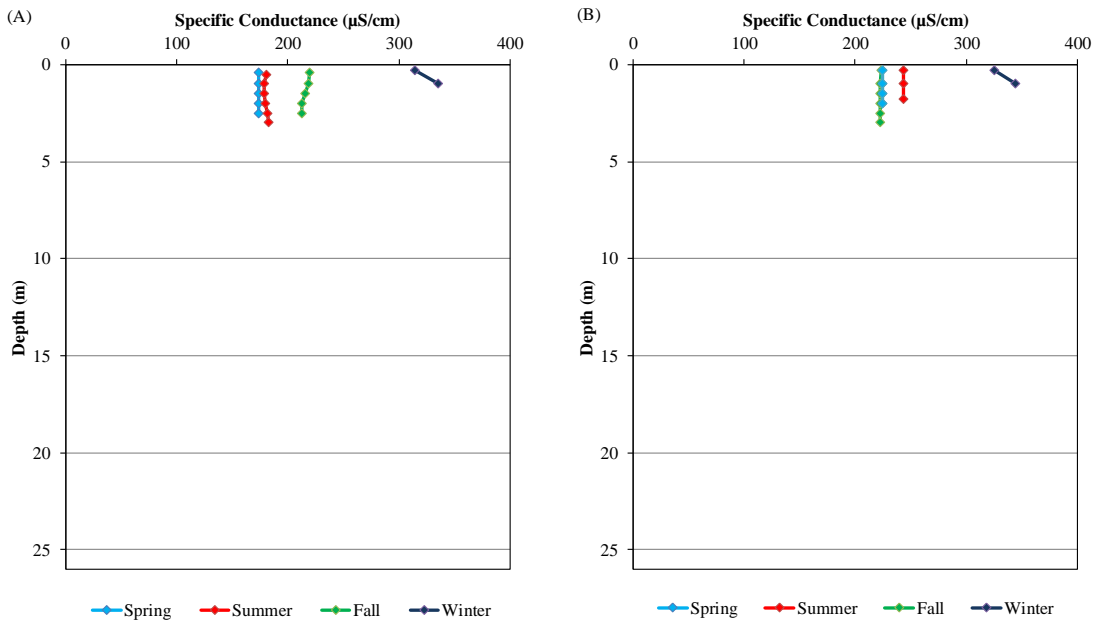 (A)
Specific Conductance (µS/cm)
0 100 200 300 400
0
5
10
15
20
25
Depth (m)
Spring Summer Fall Winter
(B)
Specific Conductance (µS/cm)
0 100 200 300 400
0
5
10
15
20
25
Depth (m)
Spring Summer Fall Winter